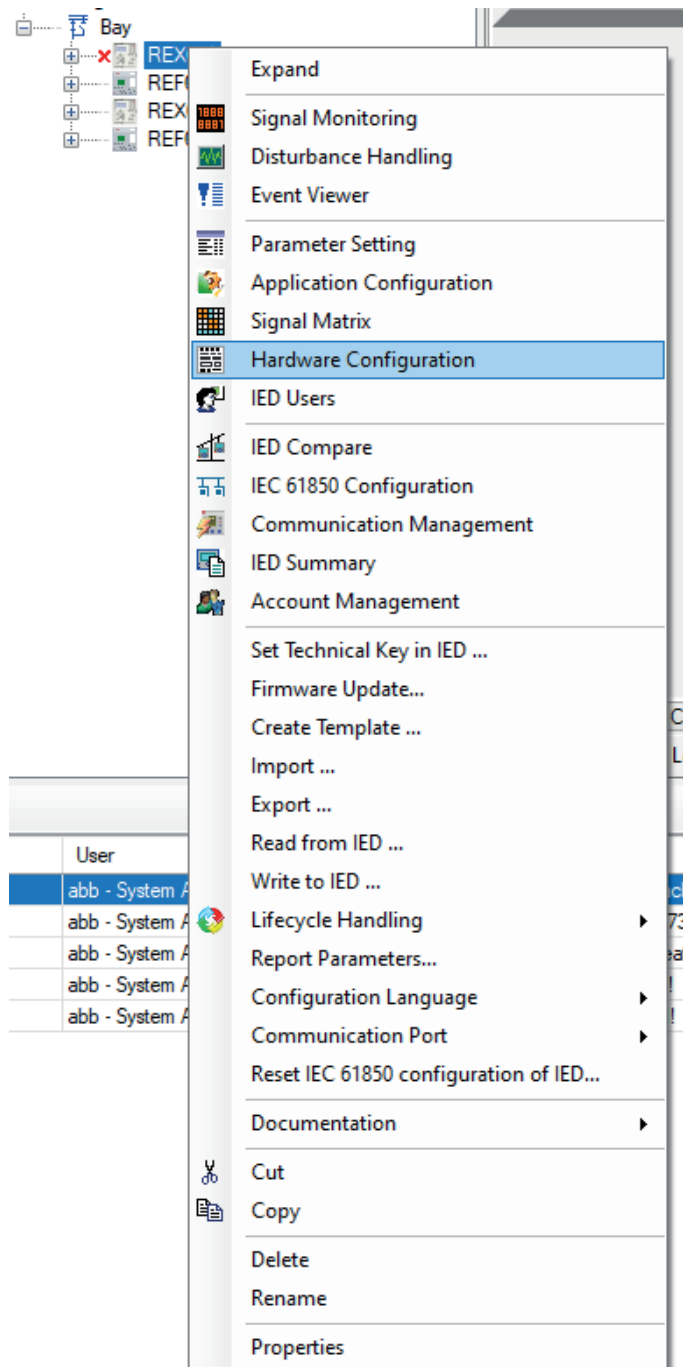 Bay
REX
REF
REX
REF
Expand
Signal Monitoring
Disturbance Handling
Event Viewer
Parameter Setting
Application Configuration
Signal Matrix
Hardware Configuration
IED Users
IED Compare
IEC 61850 Configuration
Communication Management
IED Summary
Account Management
Set Technical Key in IED ...
Firmware Update...
Create Template ...
Import ...
Export ...
Read from IED ...
Write to IED ...
Lifecycle Handling
Report Parameters...
Configuration Language
Communication Port
Reset IEC 61850 configuration of IED...
Documentation
Cut
Copy
Delete
Rename
Properties
User
abb - System A
abb - System A
abb - System A
abb - System A
abb - System A